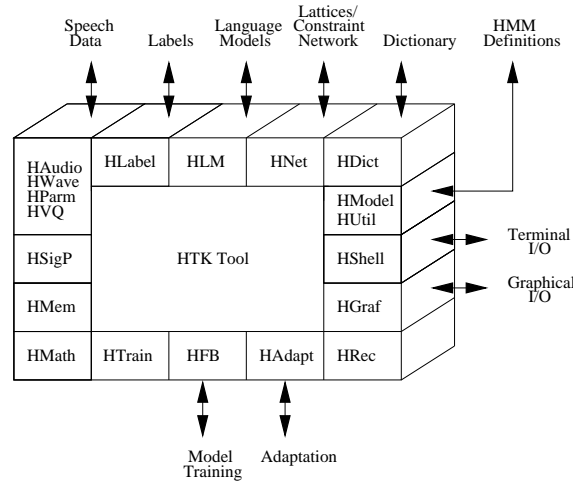 Speech
Data
Labels
Language
Models
Lattices/
Constraint
Network
Dictionary
HMM
Definitions
HAudio
HWave
HParm
HVQ
HLabel
HLM
HNet
HDict
HModel
HUtil
HSigP
HTK Tool
HShell
Terminal
I/O
HMem
HGraf
Graphical
I/O
HMath
HTrain
HFB
HAdapt
HRec
Model
Training
Adaptation